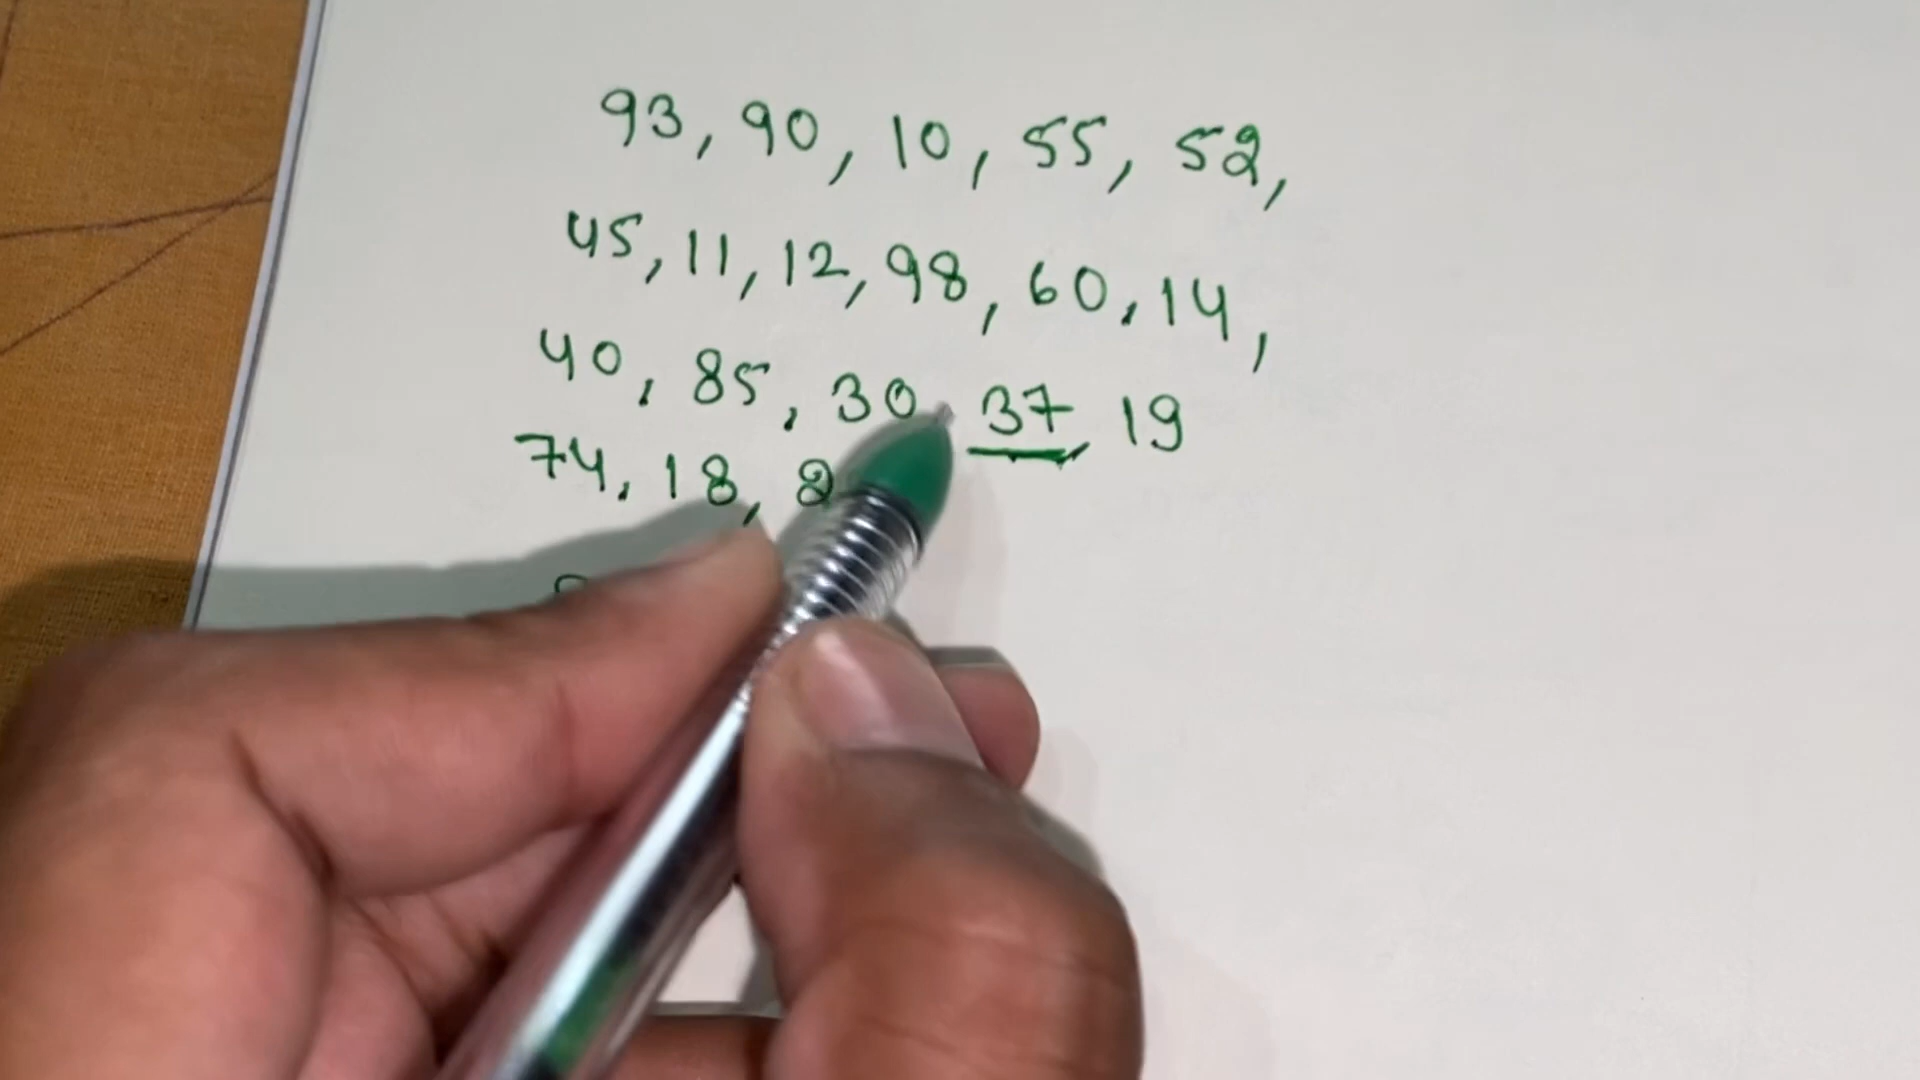 93, 90, 10, 55, 52,
45, 11, 12, 98, 60, 14,
40, 85, 30, 37, 19
74, 18,